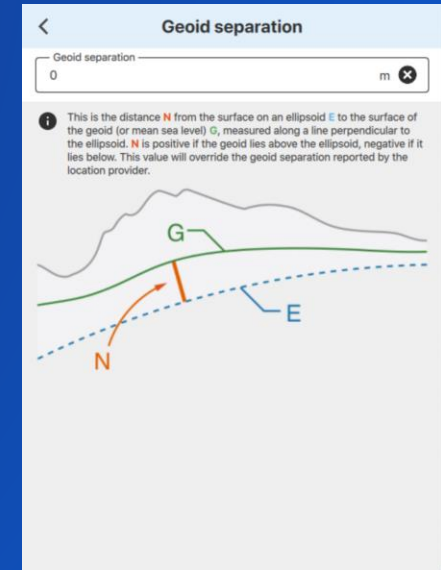 Geoid separation
Geoid separation
0 m
This is the distance N from the surface on an ellipsoid E to the surface of
the geoid (or mean sea level) G, measured along a line perpendicular to
the ellipsoid. N is positive if the geoid lies above the ellipsoid, negative if it
lies below. This value will override the geoid separation reported by the
location provider.
G
E
N